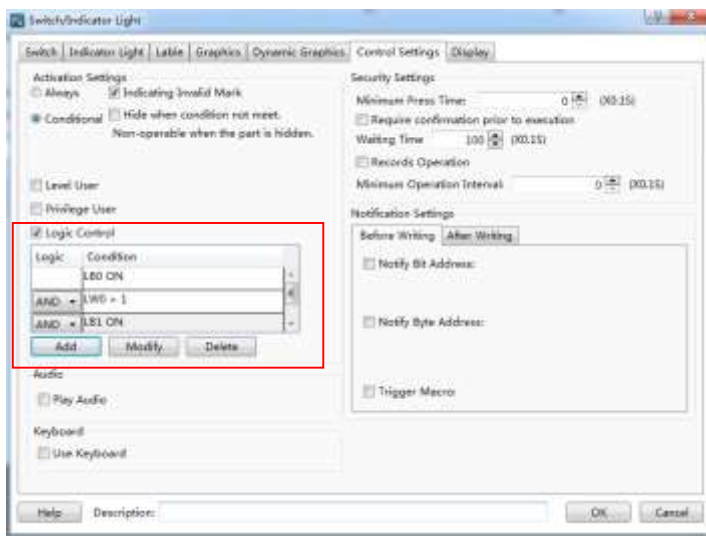 Switch/Indicator Light
Switch Indicator Light Lable Graphics Dynamic Graphics Control Settings Display
Activation Settings
Always Indicating Invalid Mark
Conditional Hide when condition not meet.
Non-operable when the part is hidden.
Level User
Privilege User
Logic Control
Logic Condition
LB0 ON
AND LW0 > 1
AND LB1 ON
Add Modify Delete
Audio
Play Audio
Keyboard
Use Keyboard
Security Settings
Minimum Press Time: 0 (X0.1S)
Require confirmation prior to execution
Waiting Time 100 (X0.1S)
Records Operation
Minimum Operation Interval: 0 (X0.1S)
Notification Settings
Before Writing After Writing
Notify Bit Address:
Notify Byte Address:
Trigger Macro
Help Description: OK Cancel